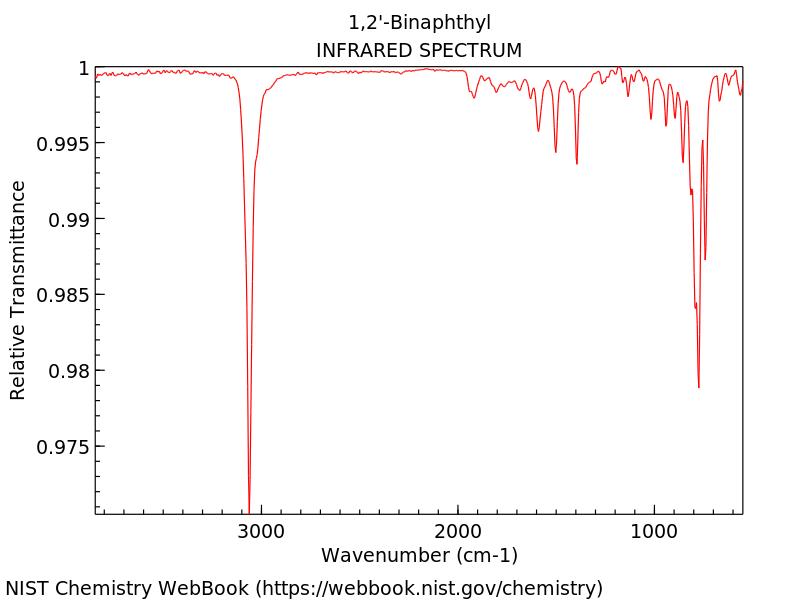 1,2'-Binaphthyl
INFRARED SPECTRUM
1
0.995
0.99
0.985
0.98
0.975
Relative Transmittance
3000
2000
1000
Wavenumber (cm-1)
NIST Chemistry WebBook (https://webbook.nist.gov/chemistry)